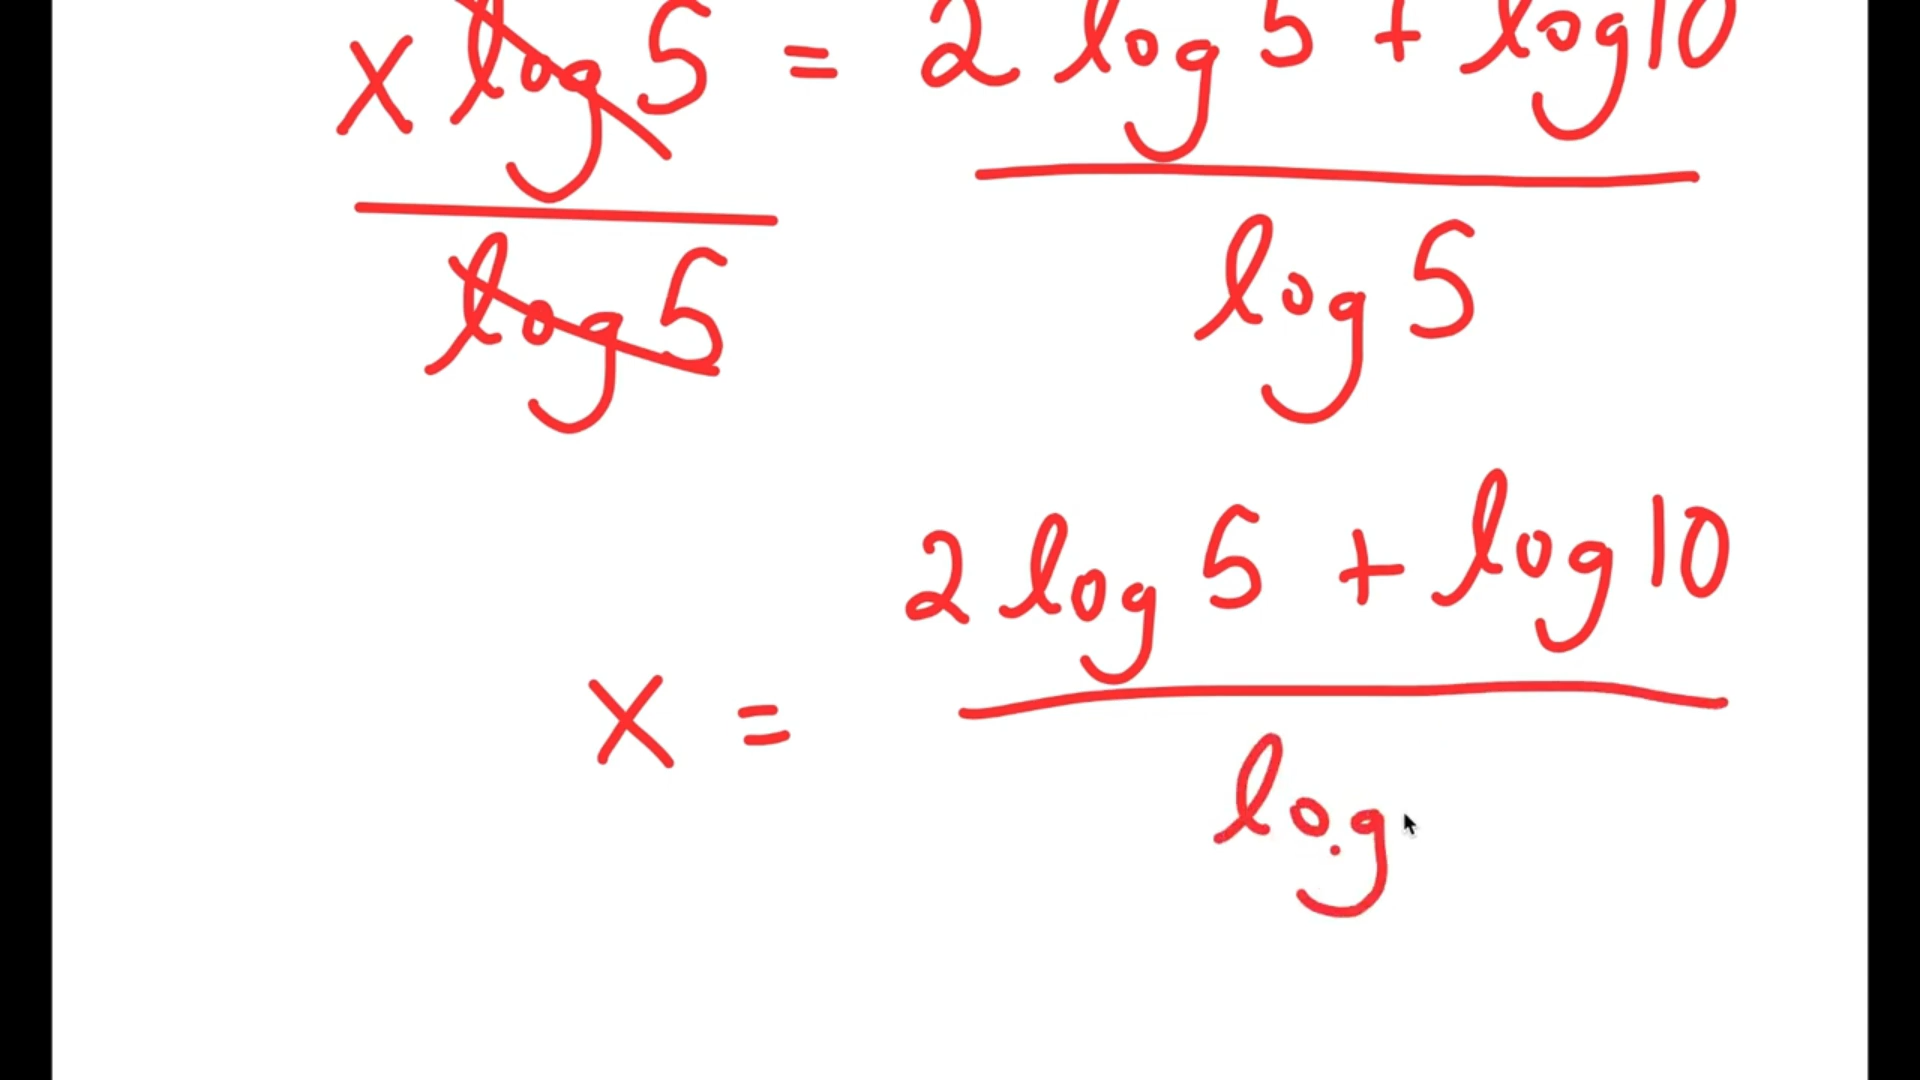 x log 5 = 2 log 5 + log 10
log 5 log 5
2 log 5 + log 10
x =
log